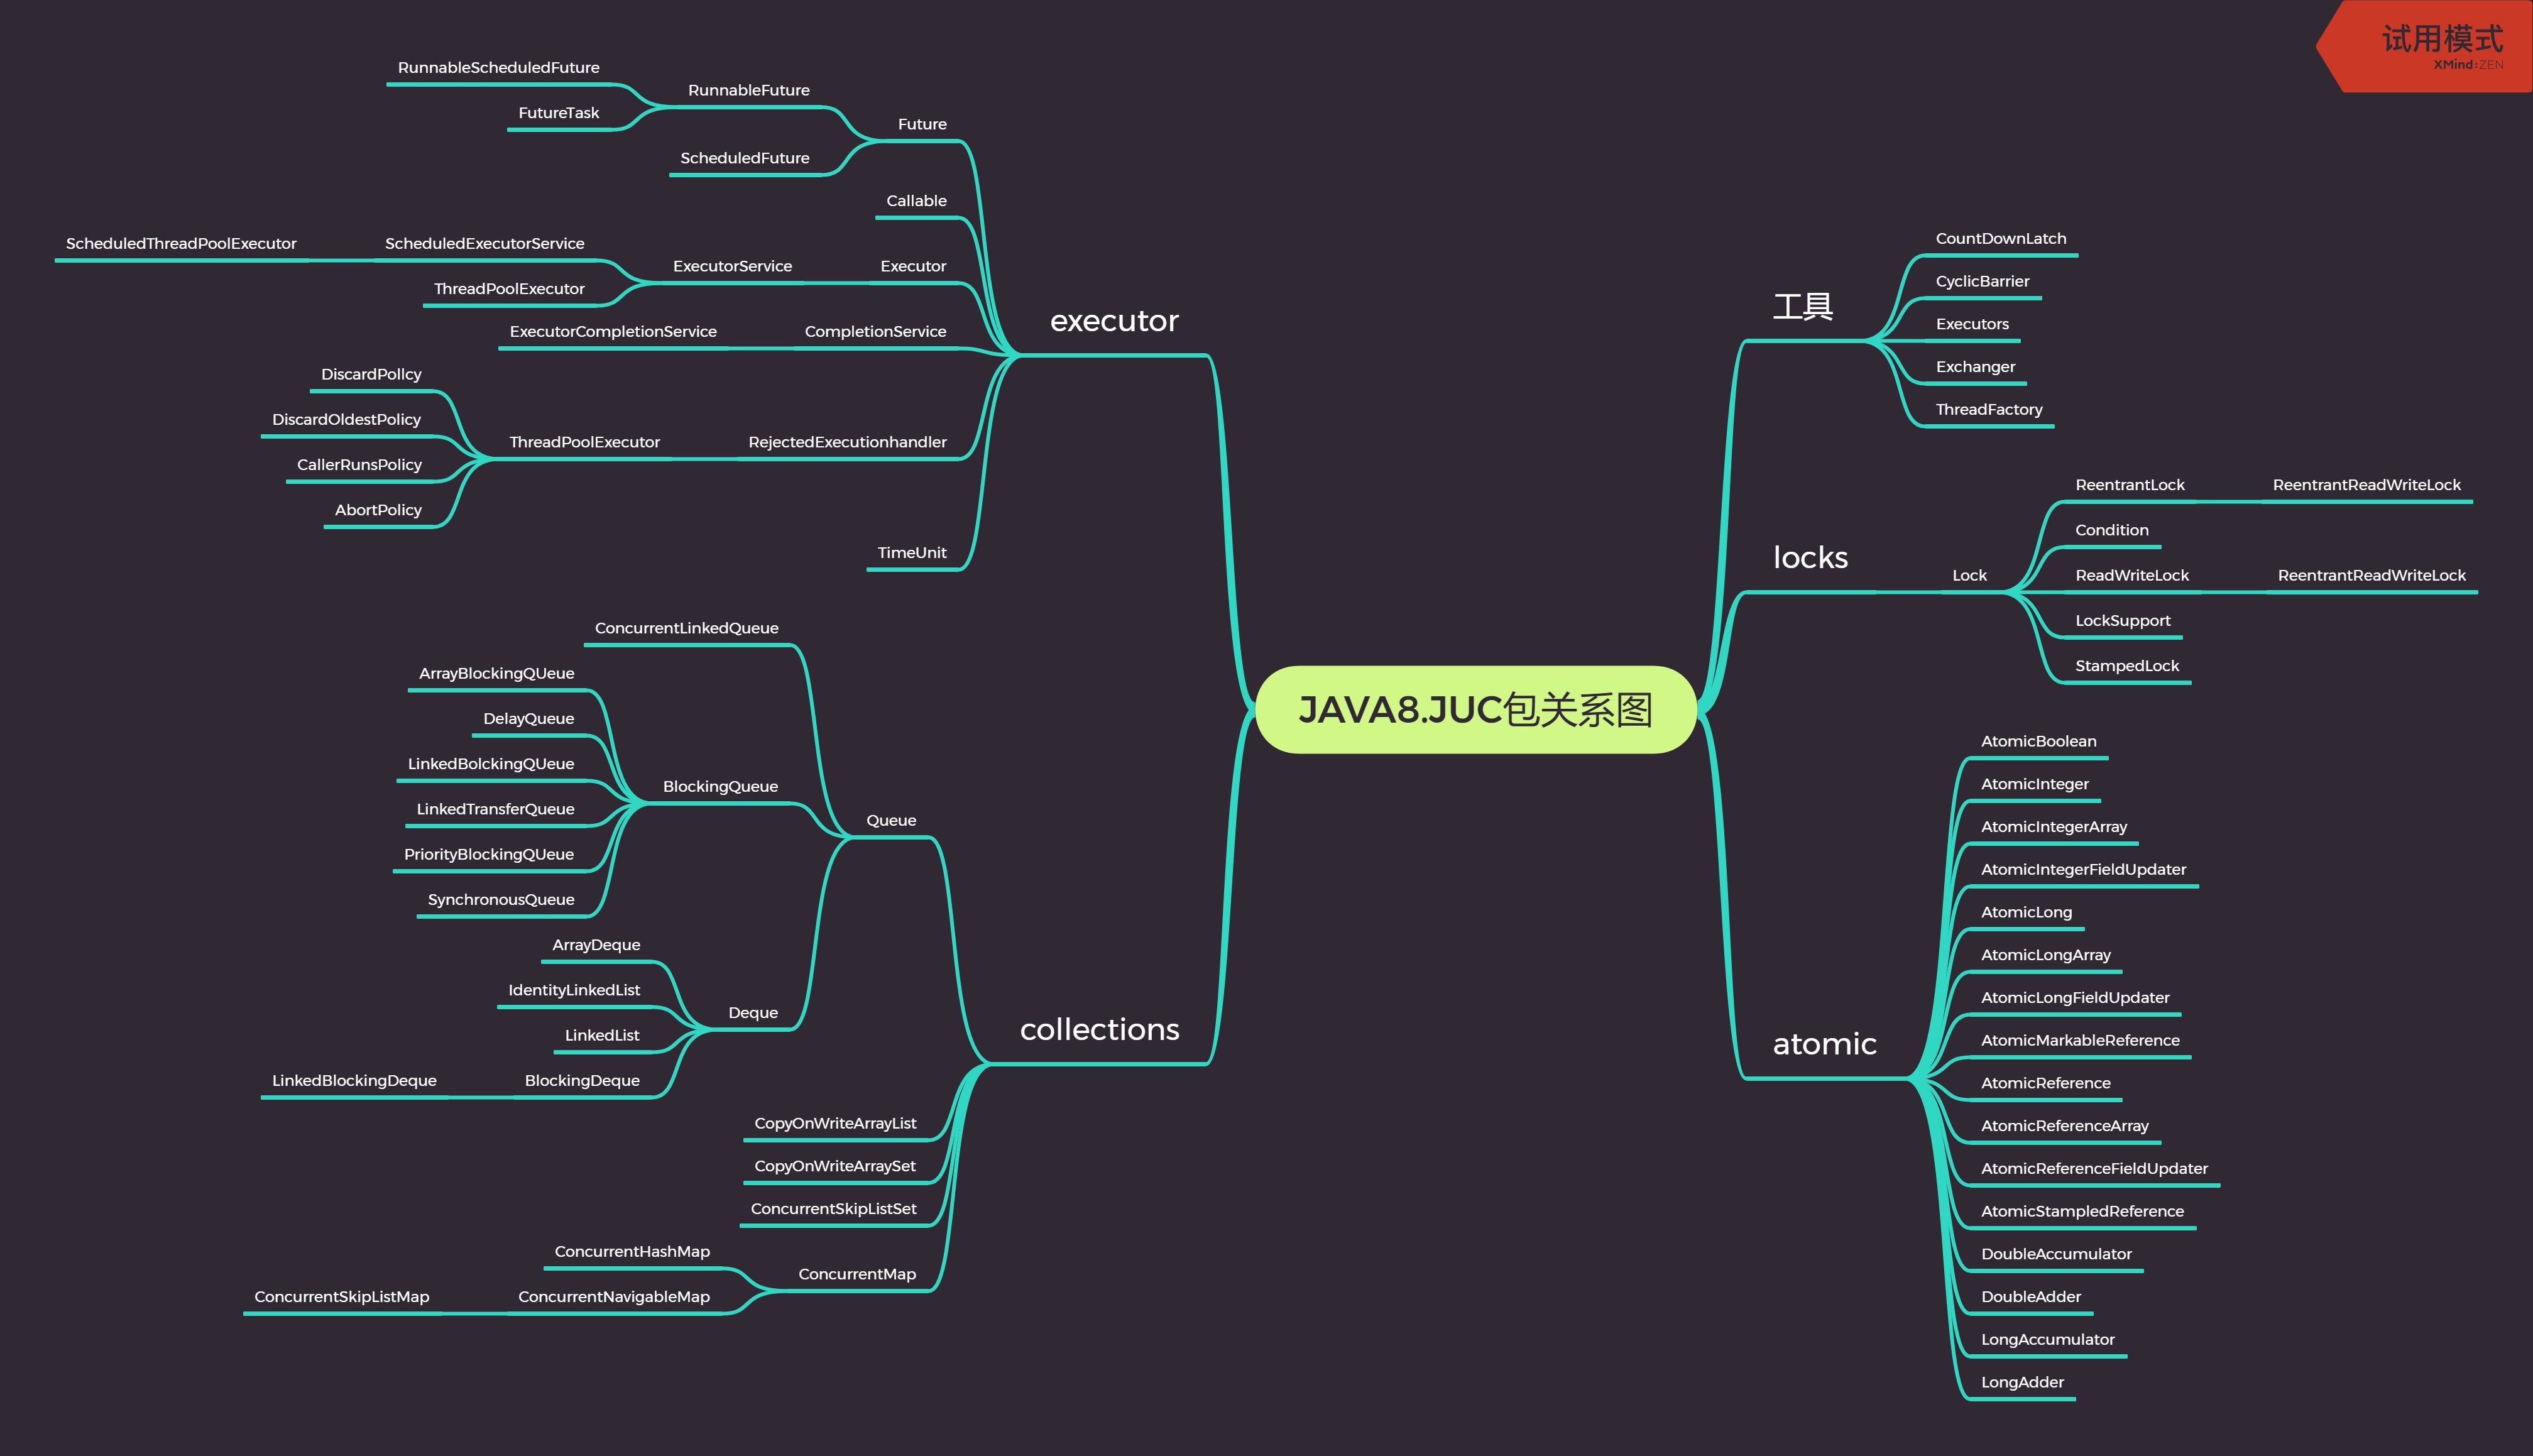 试用模式
XMind:ZEN
JAVA8.JUC包关系图
executor
Future
RunnableFuture
RunnableScheduledFuture
FutureTask
ScheduledFuture
Callable
Executor
ExecutorService
ScheduledExecutorService
ScheduledThreadPoolExecutor
ThreadPoolExecutor
CompletionService
ExecutorCompletionService
RejectedExecutionhandler
ThreadPoolExecutor
DiscardPollcy
DiscardOldestPolicy
CallerRunsPolicy
AbortPolicy
TimeUnit
collections
Queue
ConcurrentLinkedQueue
BlockingQueue
ArrayBlockingQUeue
DelayQueue
LinkedBolckingQUeue
LinkedTransferQueue
PriorityBlockingQUeue
SynchronousQueue
Deque
ArrayDeque
IdentityLinkedList
LinkedList
BlockingDeque
LinkedBlockingDeque
CopyOnWriteArrayList
CopyOnWriteArraySet
ConcurrentSkipListSet
ConcurrentMap
ConcurrentHashMap
ConcurrentNavigableMap
ConcurrentSkipListMap
工具
CountDownLatch
CyclicBarrier
Executors
Exchanger
ThreadFactory
locks
Lock
ReentrantLock
ReentrantReadWriteLock
Condition
ReadWriteLock
ReentrantReadWriteLock
LockSupport
StampedLock
atomic
AtomicBoolean
AtomicInteger
AtomicIntegerArray
AtomicIntegerFieldUpdater
AtomicLong
AtomicLongArray
AtomicLongFieldUpdater
AtomicMarkableReference
AtomicReference
AtomicReferenceArray
AtomicReferenceFieldUpdater
AtomicStampledReference
DoubleAccumulator
DoubleAdder
LongAccumulator
LongAdder